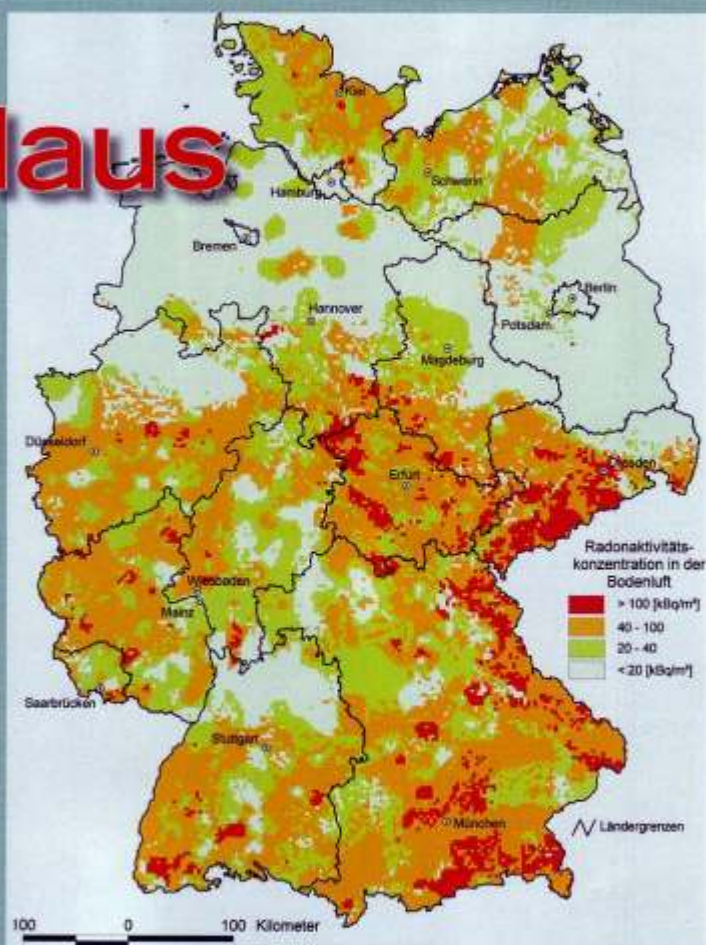 Haus
Kiel
Schwerin
Hamburg
Bremen
Berlin
Hannover
Potsdam
Magdeburg
Düsseldorf
Erfurt
Dresden
Radonaktivitäts-
konzentration in der
Bodenluft
> 100 [kBq/m³]
40 - 100
20 - 40
< 20 [kBq/m³]
Wiesbaden
Mainz
Saarbrücken
Stuttgart
München
Ländergrenzen
100 0 100 Kilometer